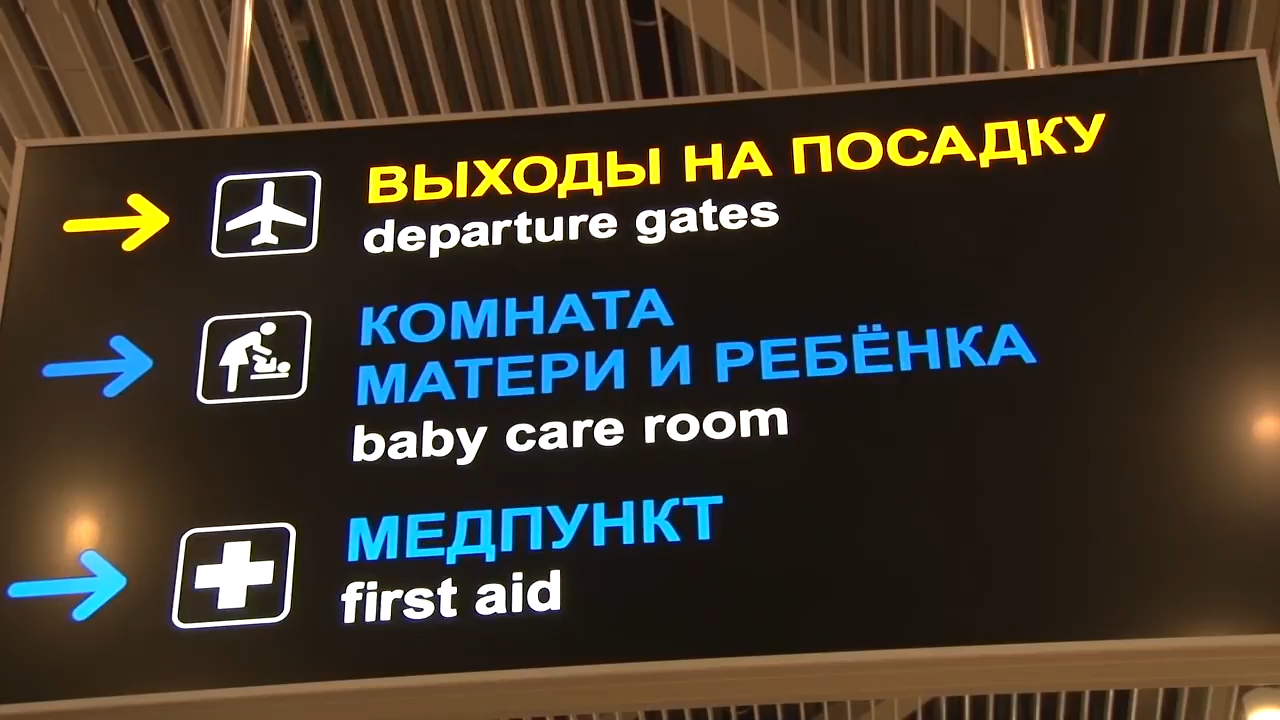 ВЫХОДЫ НА ПОСАДКУ
departure gates
КОМНАТА
МАТЕРИ И РЕБЁНКА
baby care room
МЕДПУНКТ
first aid